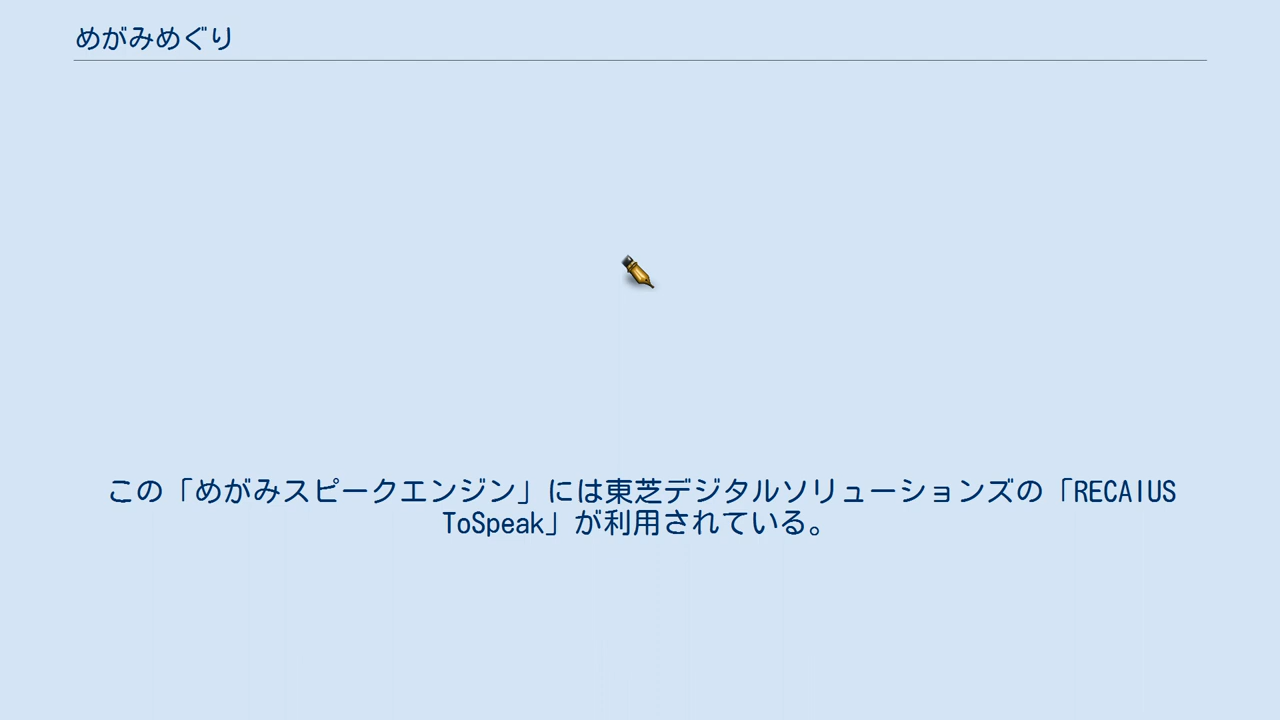 めがみめぐり
この「めがみスピークエンジン」には東芝デジタルソリューションズの「RECAIUS
ToSpeak」が利用されている。